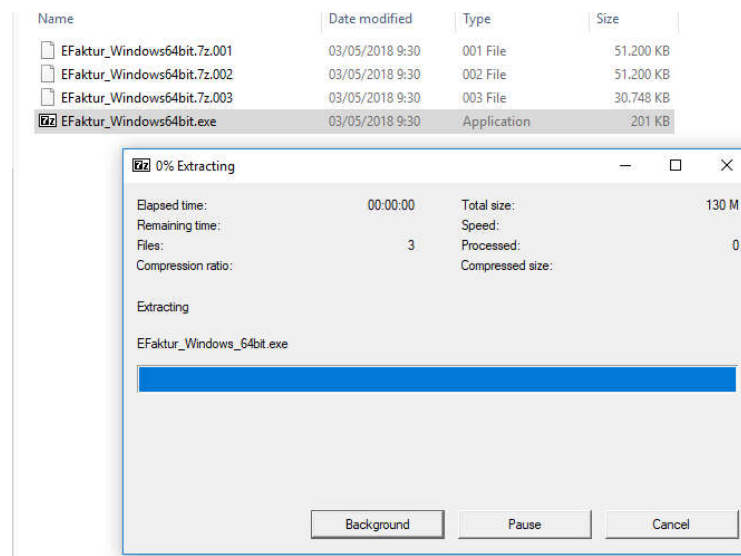 Name Date modified Type Size
EFaktur_Windows64bit.7z.001 03/05/2018 9:30 001 File 51.200 KB
EFaktur_Windows64bit.7z.002 03/05/2018 9:30 002 File 51.200 KB
EFaktur_Windows64bit.7z.003 03/05/2018 9:30 003 File 30.748 KB
7z EFaktur_Windows64bit.exe 03/05/2018 9:30 Application 201 KB
7z 0% Extracting
Elapsed time: 00:00:00 Total size: 130 M
Remaining time: Speed:
Files: 3 Processed: 0
Compression ratio: Compressed size:
Extracting
EFaktur_Windows_64bit.exe
Background Pause Cancel